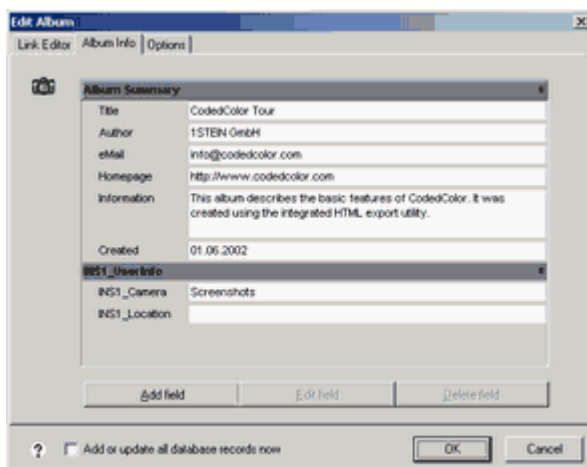 Edit Album
Link Editor Album Info Options
Album Summary
Title CodedColor Tour
Author 1STEIN GmbH
eMail info@codedcolor.com
Homepage http://www.codedcolor.com
Information This album describes the basic features of CodedColor. It was
created using the integrated HTML export utility.
Created 01.06.2002
INS1_UserInfo
INS1_Camera Screenshots
INS1_Location
Add field Edit field Delete field
? Add or update all database records now OK Cancel